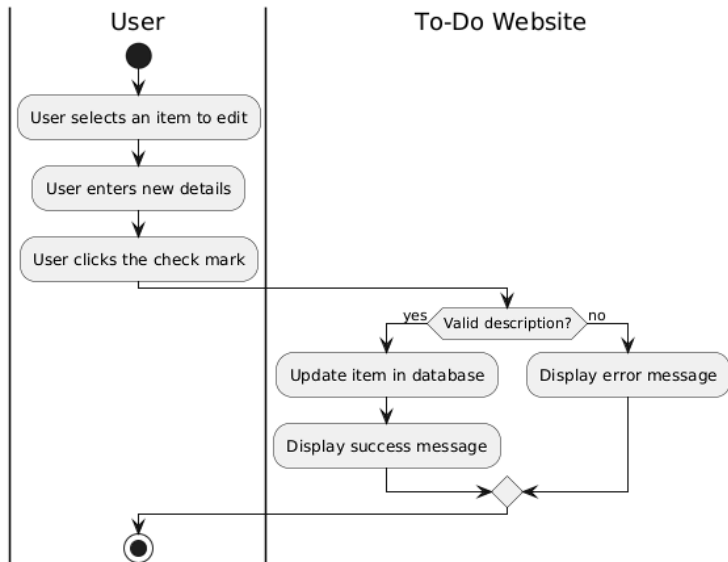 User
To-Do Website
User selects an item to edit
User enters new details
User clicks the check mark
yes
Valid description?
no
Update item in database
Display error message
Display success message